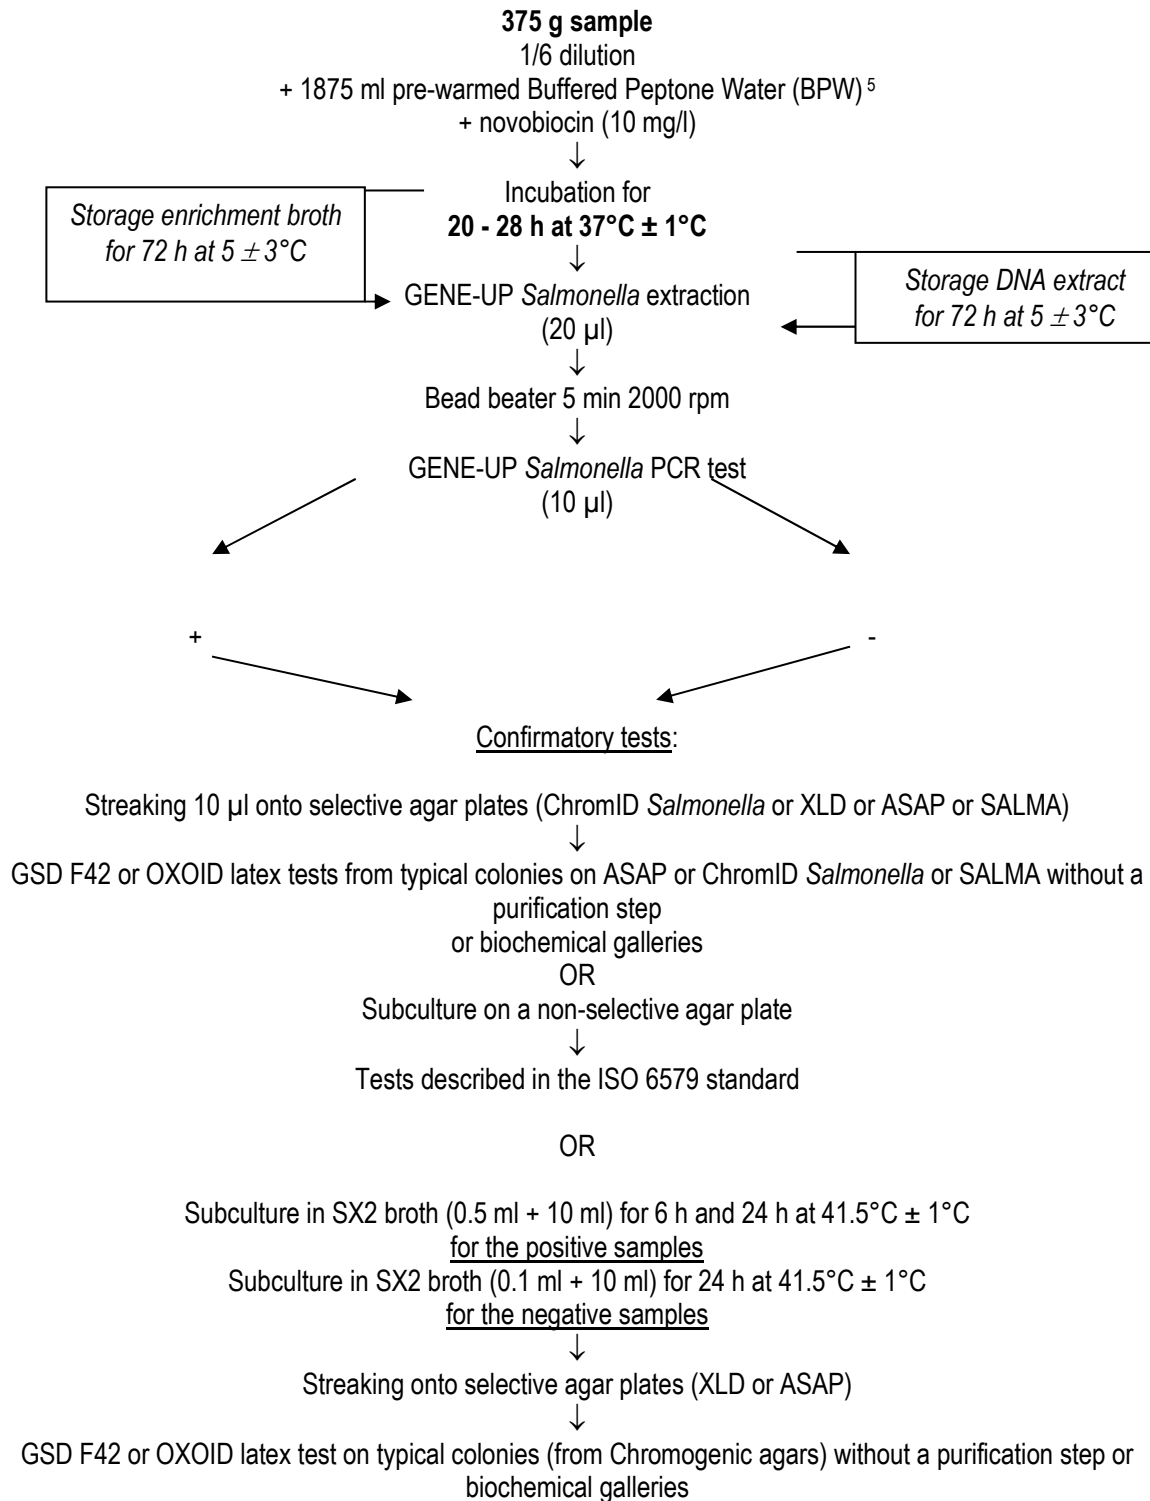 375 g sample
1/6 dilution
+ 1875 ml pre-warmed Buffered Peptone Water (BPW) 5
+ novobiocin (10 mg/l)
↓
Incubation for
20 - 28 h at 37°C ± 1°C
Storage enrichment broth
for 72 h at 5 ± 3°C
↓
GENE-UP Salmonella extraction
(20 µl)
Storage DNA extract
for 72 h at 5 ± 3°C
↓
Bead beater 5 min 2000 rpm
↓
GENE-UP Salmonella PCR test
(10 µl)
+
-
Confirmatory tests:
Streaking 10 µl onto selective agar plates (ChromID Salmonella or XLD or ASAP or SALMA)
↓
GSD F42 or OXOID latex tests from typical colonies on ASAP or ChromID Salmonella or SALMA without a
purification step
or biochemical galleries
OR
Subculture on a non-selective agar plate
↓
Tests described in the ISO 6579 standard
OR
Subculture in SX2 broth (0.5 ml + 10 ml) for 6 h and 24 h at 41.5°C ± 1°C
for the positive samples
Subculture in SX2 broth (0.1 ml + 10 ml) for 24 h at 41.5°C ± 1°C
for the negative samples
↓
Streaking onto selective agar plates (XLD or ASAP)
↓
GSD F42 or OXOID latex test on typical colonies (from Chromogenic agars) without a purification step or
biochemical galleries